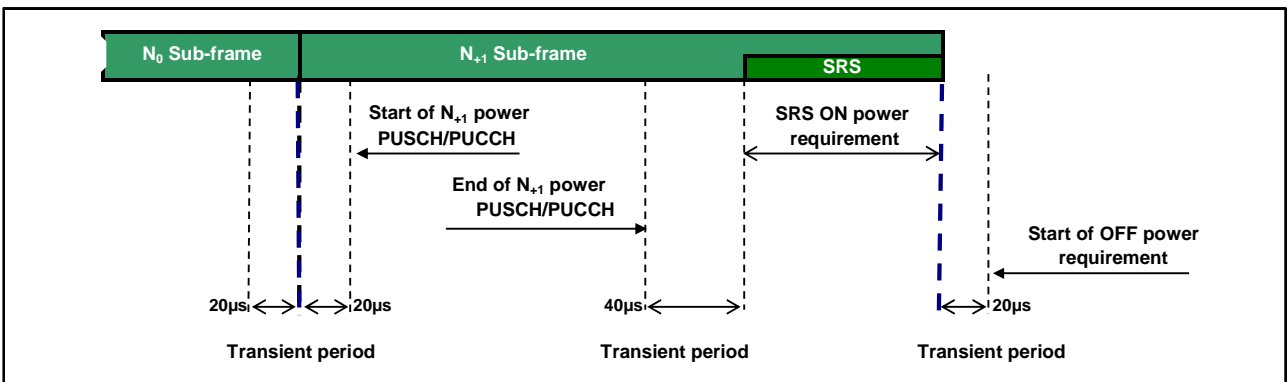 N₀ Sub-frame
N₊₁ Sub-frame
SRS
Start of N₊₁ power
PUSCH/PUCCH
SRS ON power
requirement
End of N₊₁ power
PUSCH/PUCCH
Start of OFF power
requirement
20µs
20µs
40µs
20µs
Transient period
Transient period
Transient period